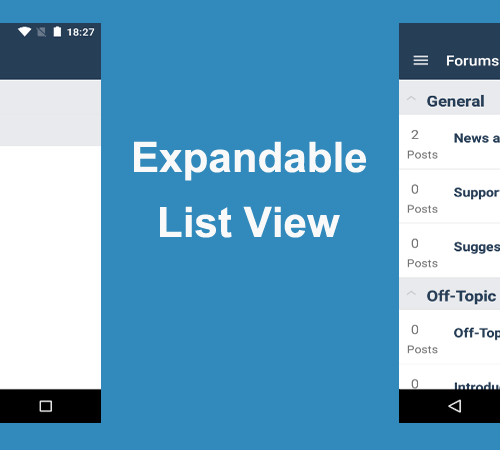 18:27
Expandable
List View
Forums
General
2
Posts
News a
0
Posts
Suppor
0
Posts
Sugges
Off-Topic
0
Posts
Off-Top
0
Introdu